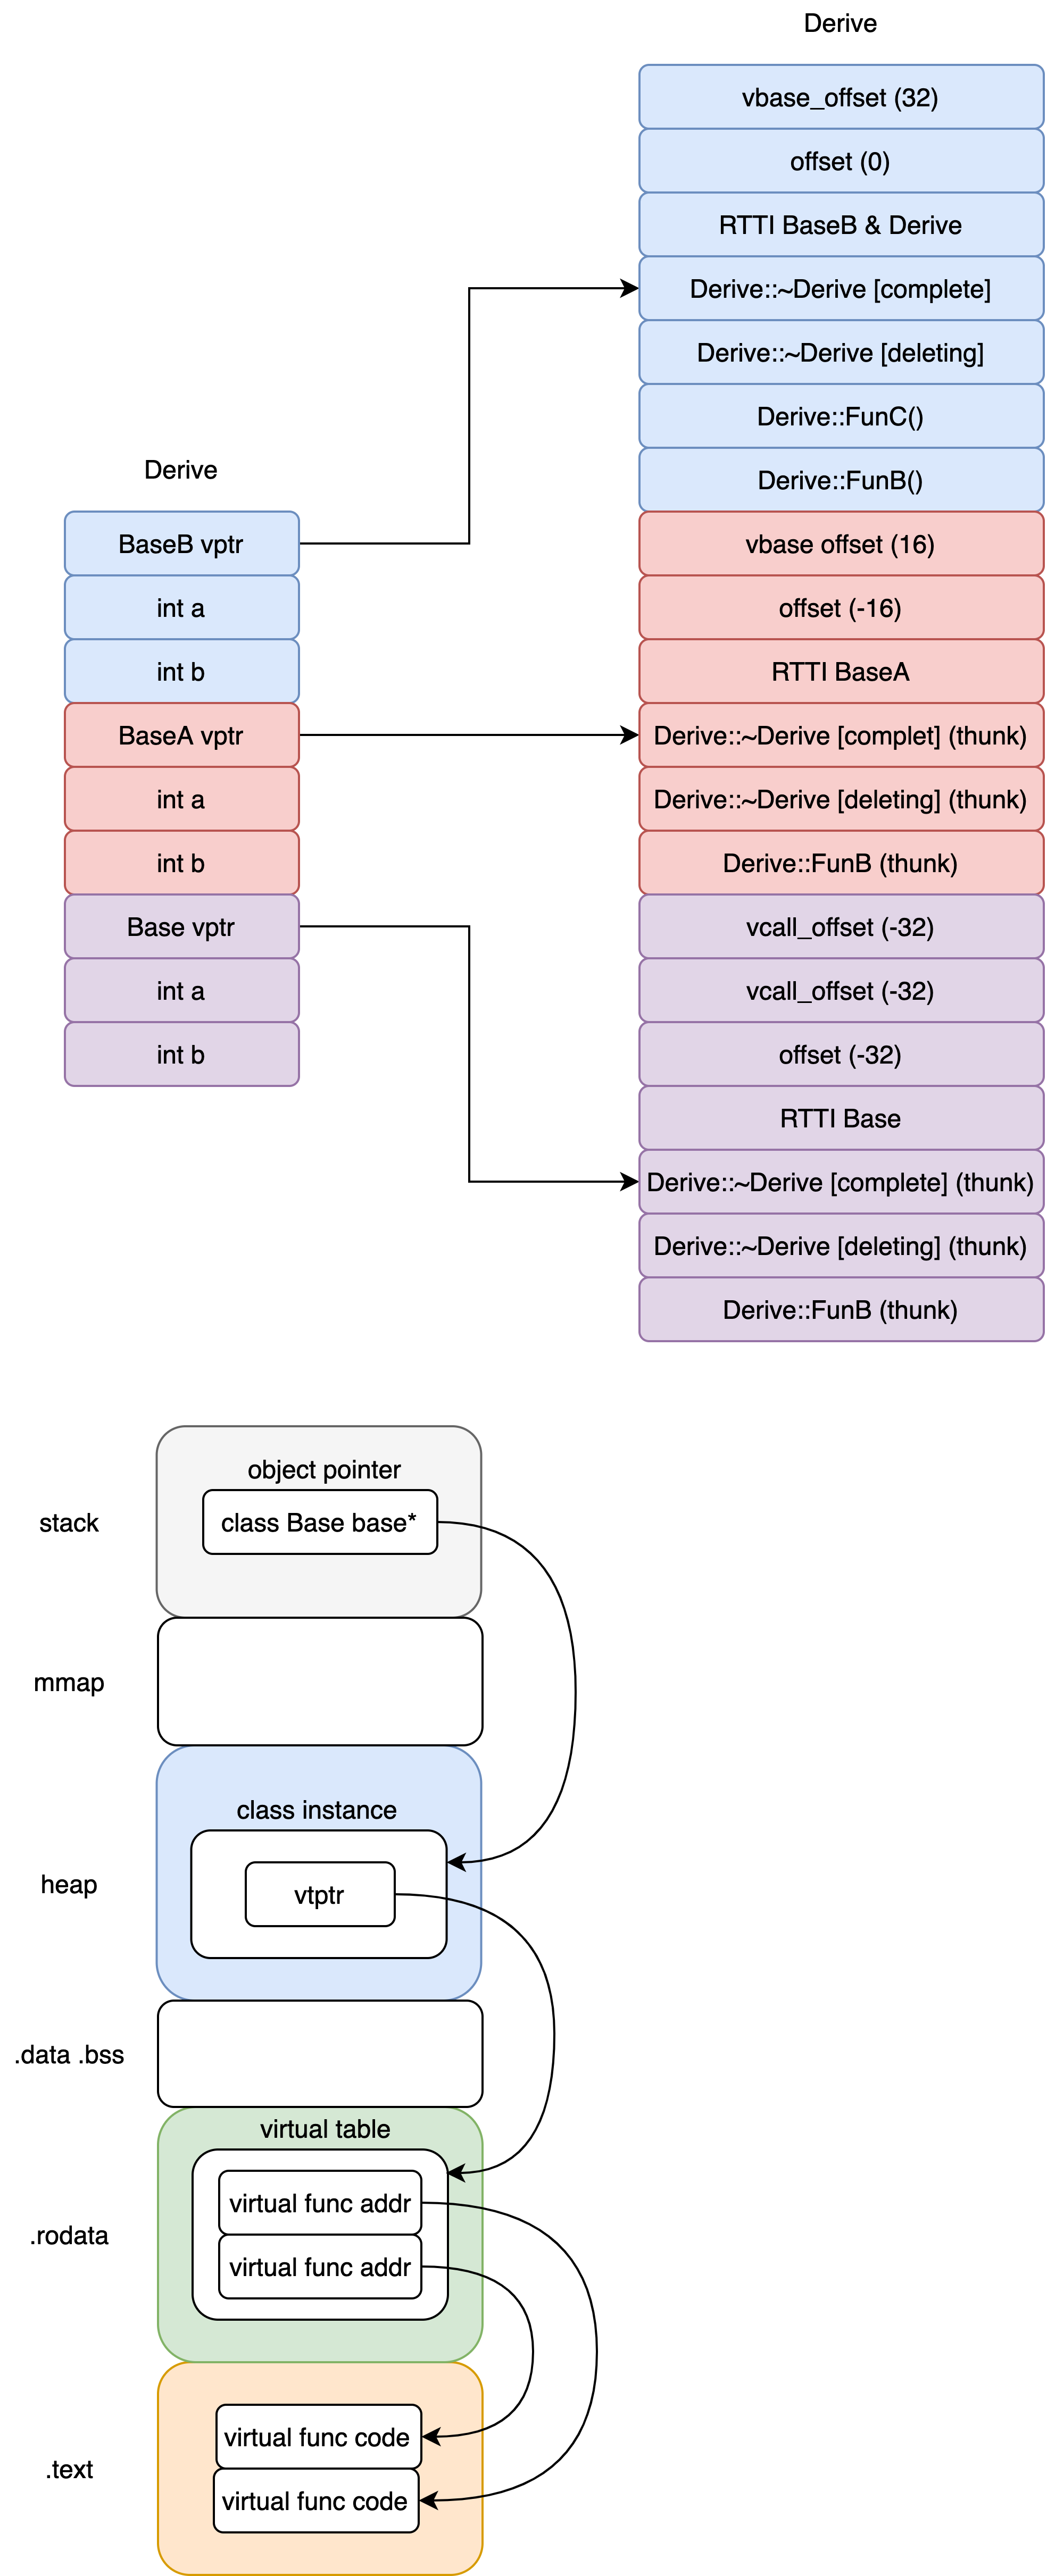 Derive
vbase_offset (32)
offset (0)
RTTI BaseB & Derive
Derive::~Derive [complete]
Derive::~Derive [deleting]
Derive::FunC()
Derive::FunB()
vbase offset (16)
offset (-16)
RTTI BaseA
Derive::~Derive [complet] (thunk)
Derive::~Derive [deleting] (thunk)
Derive::FunB (thunk)
vcall_offset (-32)
vcall_offset (-32)
offset (-32)
RTTI Base
Derive::~Derive [complete] (thunk)
Derive::~Derive [deleting] (thunk)
Derive::FunB (thunk)
Derive
BaseB vptr
int a
int b
BaseA vptr
int a
int b
Base vptr
int a
int b
object pointer
stack
class Base base*
mmap
class instance
heap
vtptr
.data .bss
virtual table
virtual func addr
.rodata
virtual func addr
virtual func code
.text
virtual func code